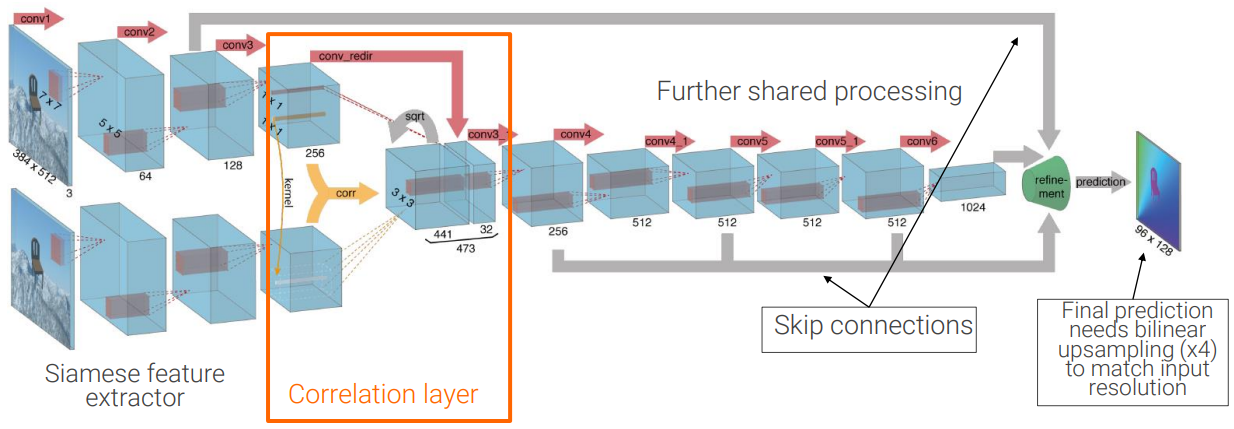 conv1
conv2
conv3
conv_redir
7 x 7
5 x 5
1 x 1
1 x 1
384 x 512
3
64
128
256
kernel
corr
sqrt
3 x 3
441
32
473
conv3_1
conv4
conv4_1
conv5
conv5_1
conv6
256
512
512
512
512
1024
Further shared processing
refine-
ment
prediction
96 x 128
Skip connections
Final prediction
needs bilinear
upsampling (x4)
to match input
resolution
Siamese feature
extractor
Correlation layer